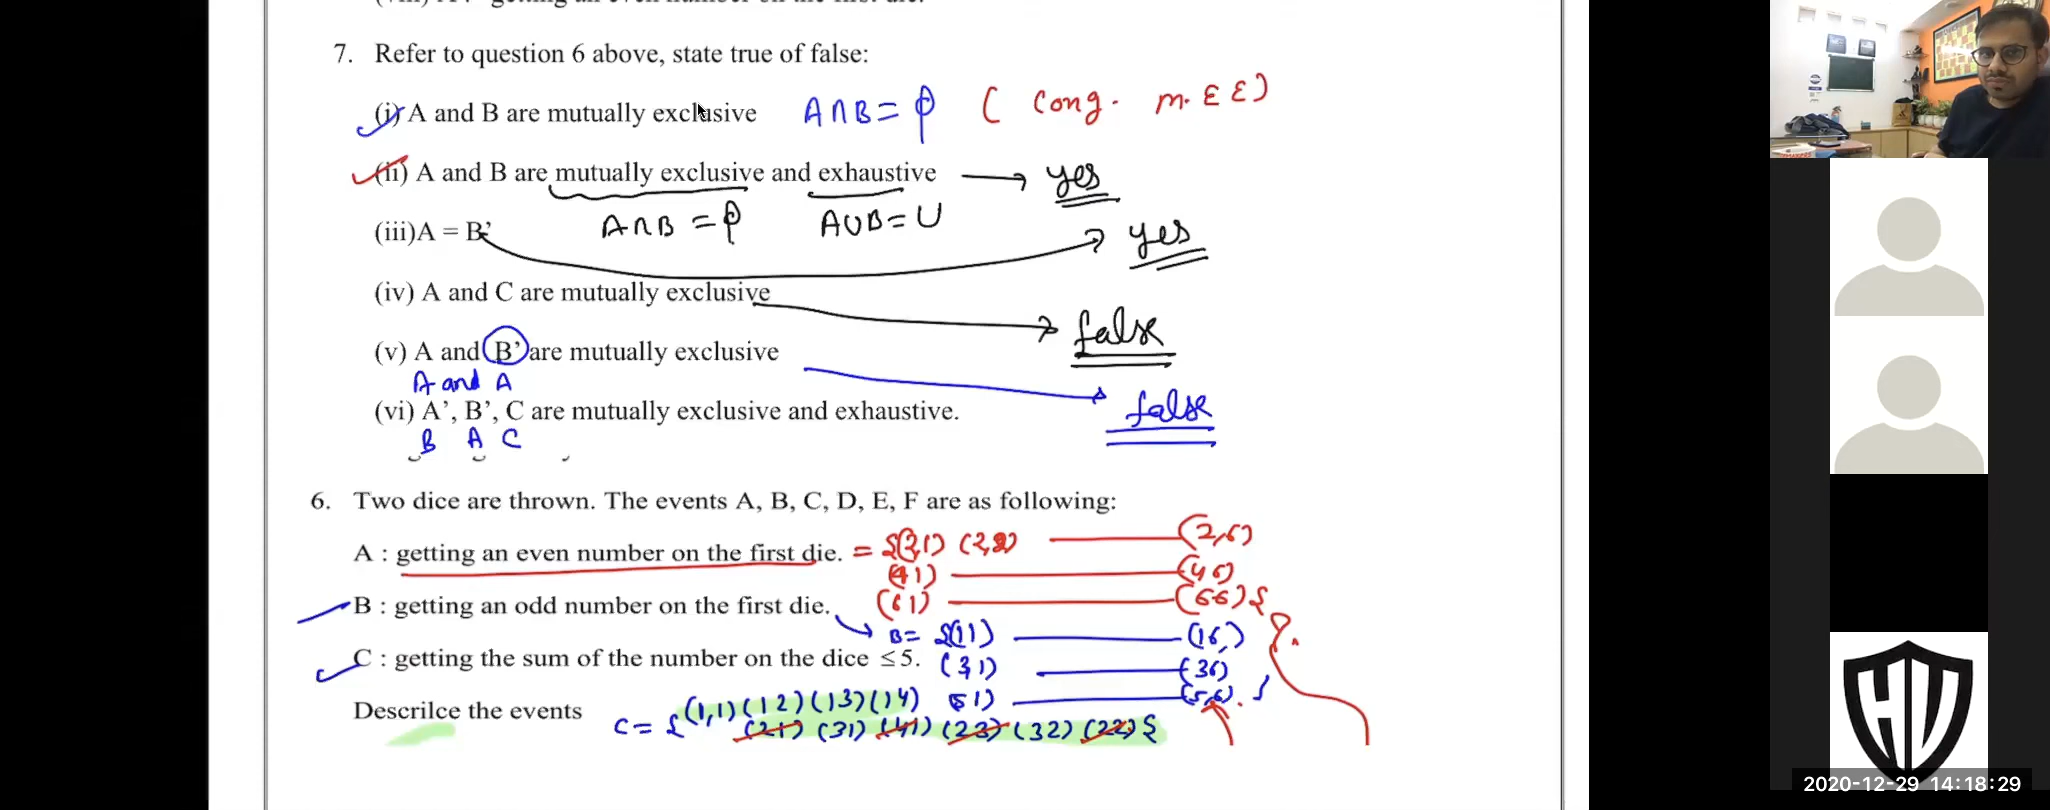 7. Refer to question 6 above, state true of false:
(i) A and B are mutually exclusive A∩B = φ ( Cong. m. E E )
(ii) A and B are mutually exclusive and exhaustive → yes
A∩B = φ A∪B = U
(iii)A = B’ → yes
(iv) A and C are mutually exclusive → false
(v) A and B’ are mutually exclusive → false
A and A
(vi) A’, B’, C are mutually exclusive and exhaustive.
B A C
6. Two dice are thrown. The events A, B, C, D, E, F are as following:
A : getting an even number on the first die. = {(2,1) (2,2) (2,6)
(4 1) (4 6)
(6 1) (6 6) }
B : getting an odd number on the first die.
B = {(1 1) (1 6)
C : getting the sum of the number on the dice ≤5. (3 1) (3 6)
(5 1) (5,6) }
Descrilce the events C = { (1,1) (1 2) (1 3) (1 4)
(2 1) (3 1) (4 1) (2 3) (3 2) (2 2) }
HU
2020-12-29 14:18:29